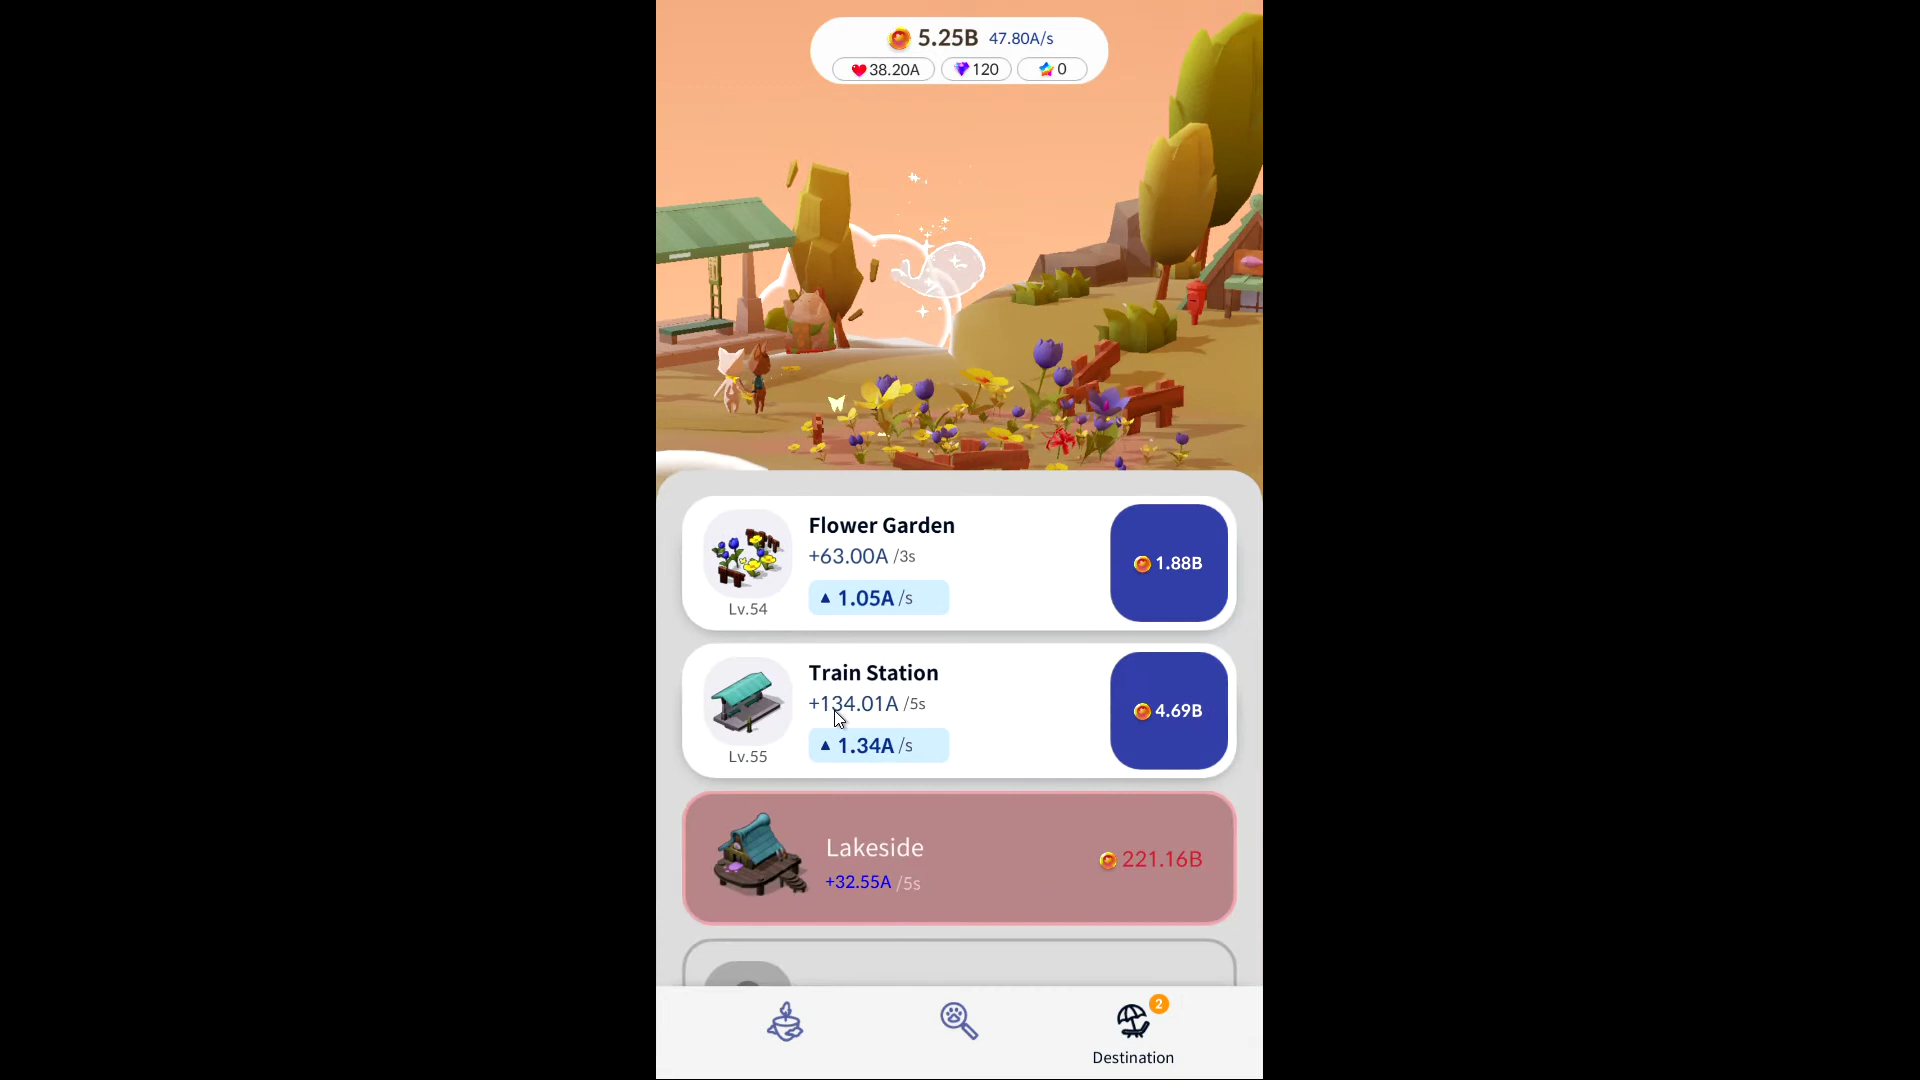 5.25B 47.80A/s
38.20A 120 0
Flower Garden
+63.00A /3s
1.05A /s
Lv.54
1.88B
Train Station
+134.01A /5s
1.34A /s
Lv.55
4.69B
Lakeside
+32.55A /5s
221.16B
2
Destination